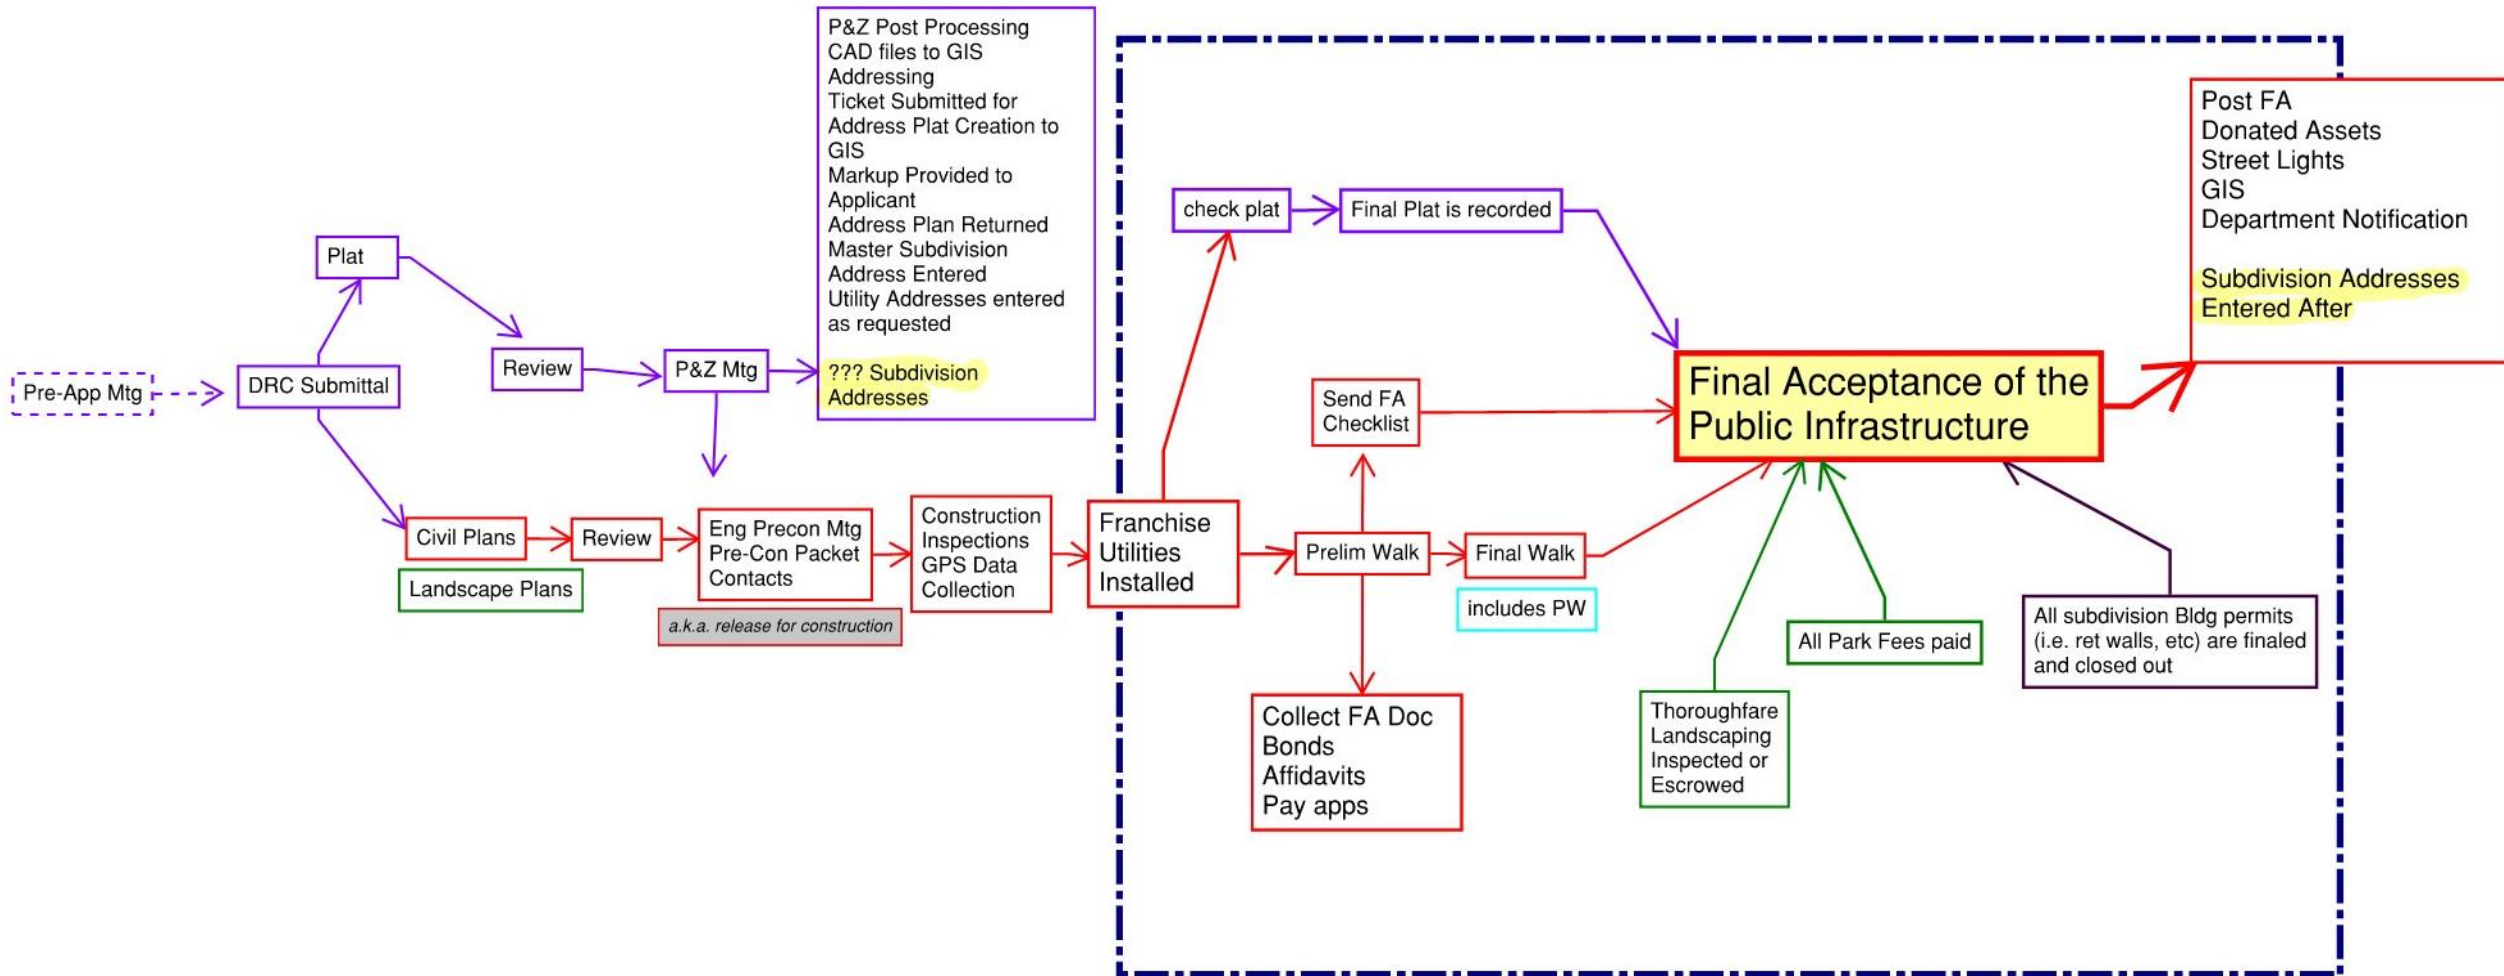 P&Z Post Processing
CAD files to GIS
Addressing
Ticket Submitted for
Address Plat Creation to
GIS
Markup Provided to
Applicant
Address Plan Returned
Master Subdivision
Address Entered
Utility Addresses entered
as requested
??? Subdivision
Addresses
Plat
Review
P&Z Mtg
Pre-App Mtg
DRC Submittal
Civil Plans
Review
Landscape Plans
Eng Precon Mtg
Pre-Con Packet
Contacts
a.k.a. release for construction
Construction
Inspections
GPS Data
Collection
Franchise
Utilities
Installed
check plat
Final Plat is recorded
Send FA
Checklist
Prelim Walk
Final Walk
includes PW
Collect FA Doc
Bonds
Affidavits
Pay apps
Final Acceptance of the
Public Infrastructure
Thoroughfare
Landscaping
Inspected or
Escrowed
All Park Fees paid
All subdivision Bldg permits
(i.e. ret walls, etc) are finaled
and closed out
Post FA
Donated Assets
Street Lights
GIS
Department Notification
Subdivision Addresses
Entered After